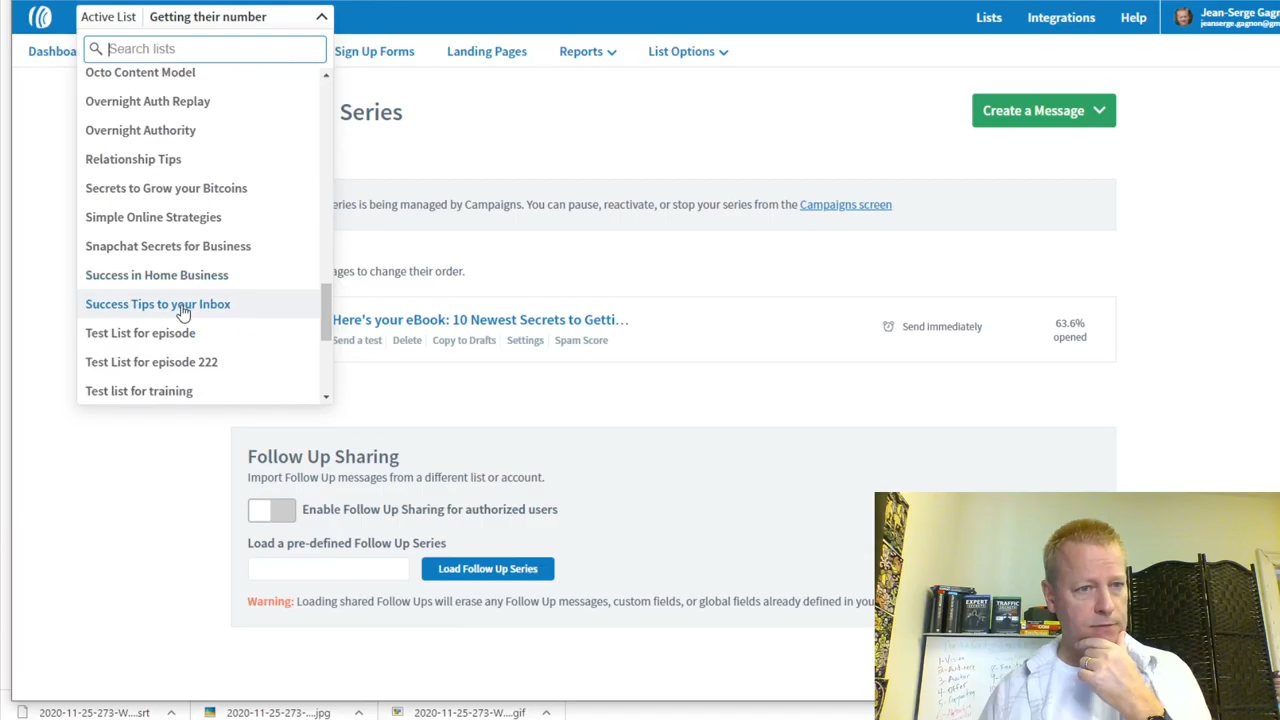 Active List Getting their number
Lists Integrations Help
Jean-Serge Gagn
jeanserge.gagnon@gm
Dashboa
Search lists
Sign Up Forms Landing Pages Reports List Options
Octo Content Model
Overnight Auth Replay
Overnight Authority
Relationship Tips
Secrets to Grow your Bitcoins
Simple Online Strategies
Snapchat Secrets for Business
Success in Home Business
Success Tips to your Inbox
Test List for episode
Test List for episode 222
Test list for training
Series
Create a Message
eries is being managed by Campaigns. You can pause, reactivate, or stop your series from the Campaigns screen
ages to change their order.
Here's your eBook: 10 Newest Secrets to Getti…
Send Immediately
63.6%
opened
end a test Delete Copy to Drafts Settings Spam Score
Follow Up Sharing
Import Follow Up messages from a different list or account.
Enable Follow Up Sharing for authorized users
Load a pre-defined Follow Up Series
Load Follow Up Series
Warning: Loading shared Follow Ups will erase any Follow Up messages, custom fields, or global fields already defined in you
EXPERT
SECRETS
TRAFFIC
SECRETS
2020-11-25-273-W....srt
2020-11-25-273-W....jpg
2020-11-25-273-W....gif